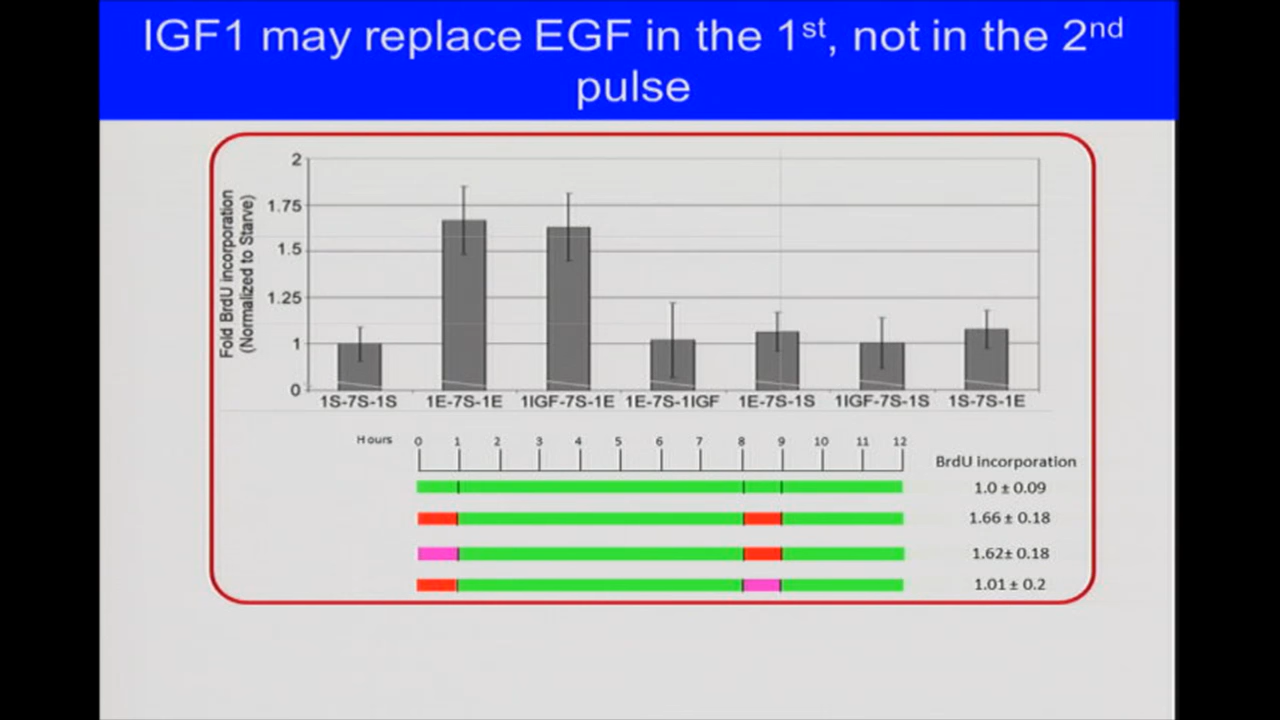 IGF1 may replace EGF in the 1st, not in the 2nd
pulse
Fold BrdU incorporation
(Normalized to Starve)
2
1.75
1.5
1.25
1
0
1S-7S-1S 1E-7S-1E 1IGF-7S-1E 1E-7S-1IGF 1E-7S-1S 1IGF-7S-1S 1S-7S-1E
Hours 0 1 2 3 4 5 6 7 8 9 10 11 12
BrdU incorporation
1.0 ± 0.09
1.66 ± 0.18
1.62± 0.18
1.01 ± 0.2